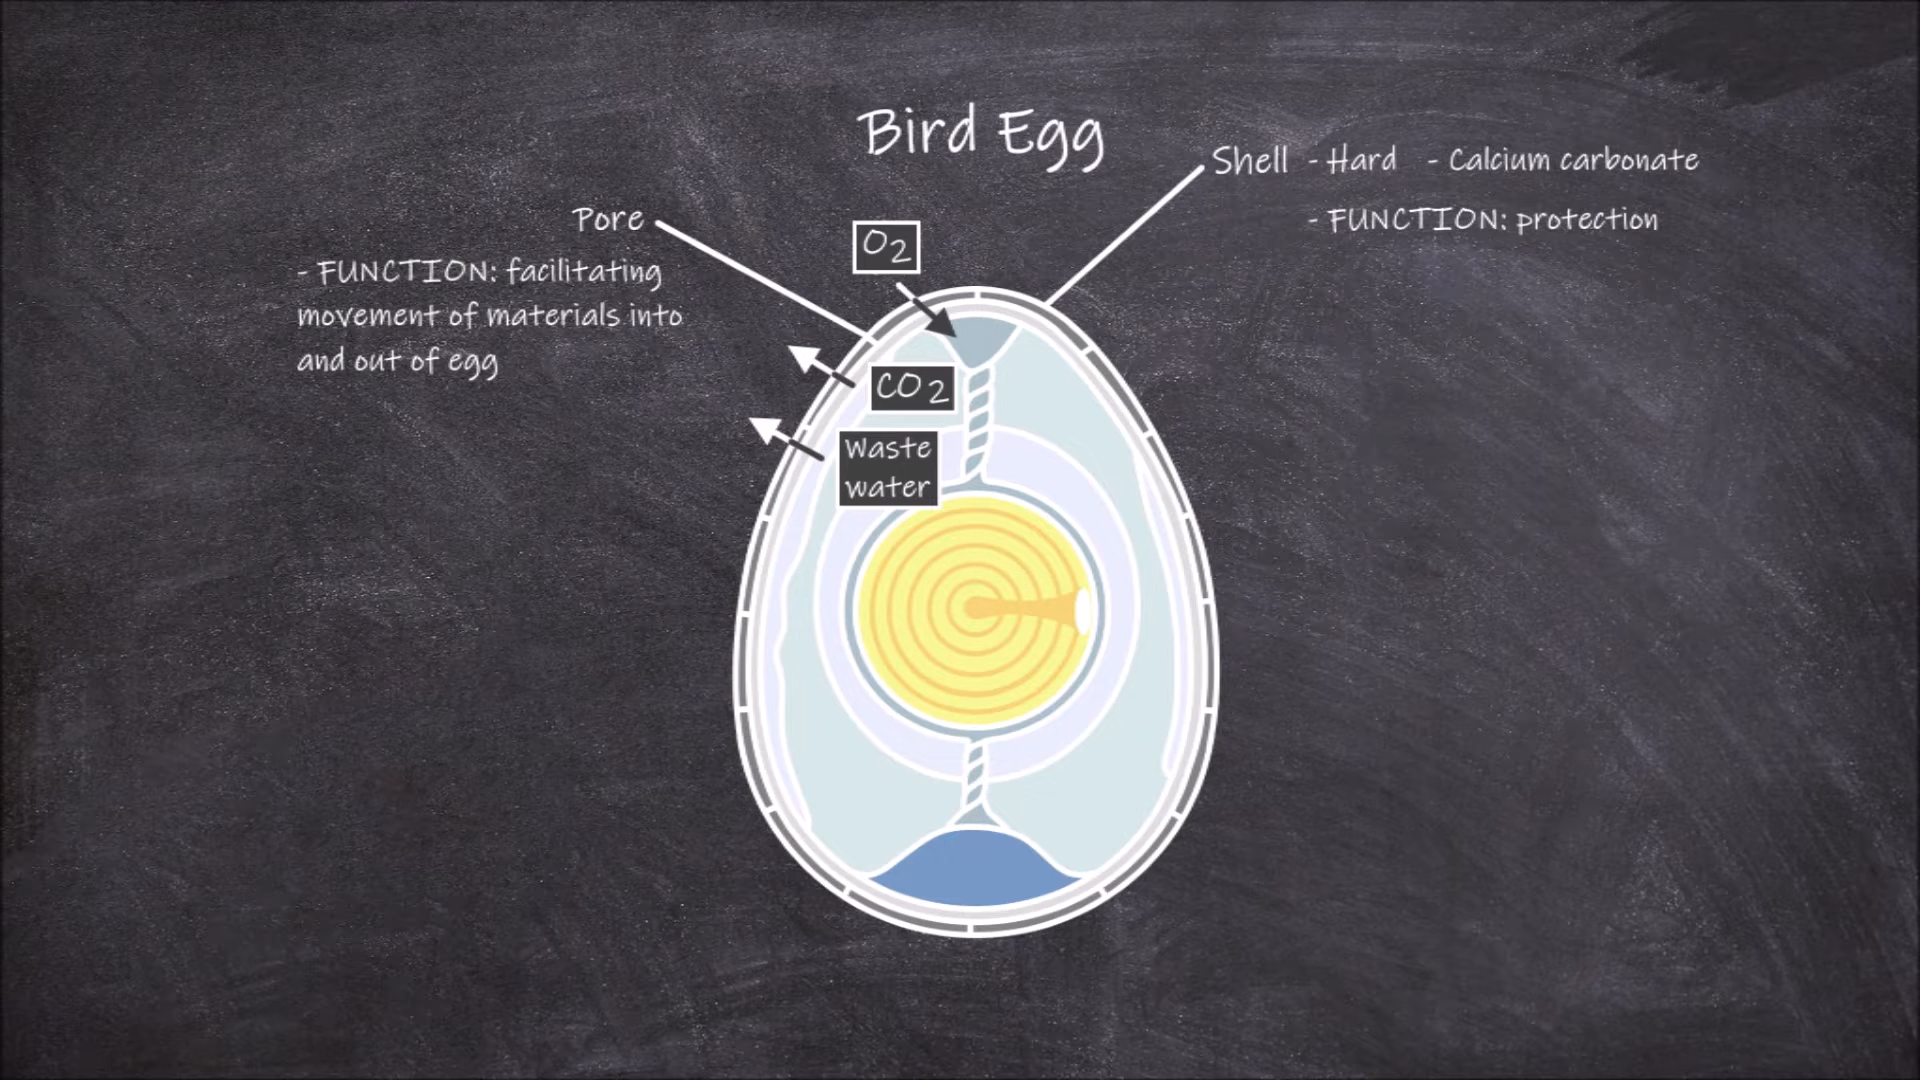 Bird Egg
Shell - Hard - Calcium carbonate
- FUNCTION: protection
Pore
- FUNCTION: facilitating
movement of materials into
and out of egg
O2
CO2
Waste
water